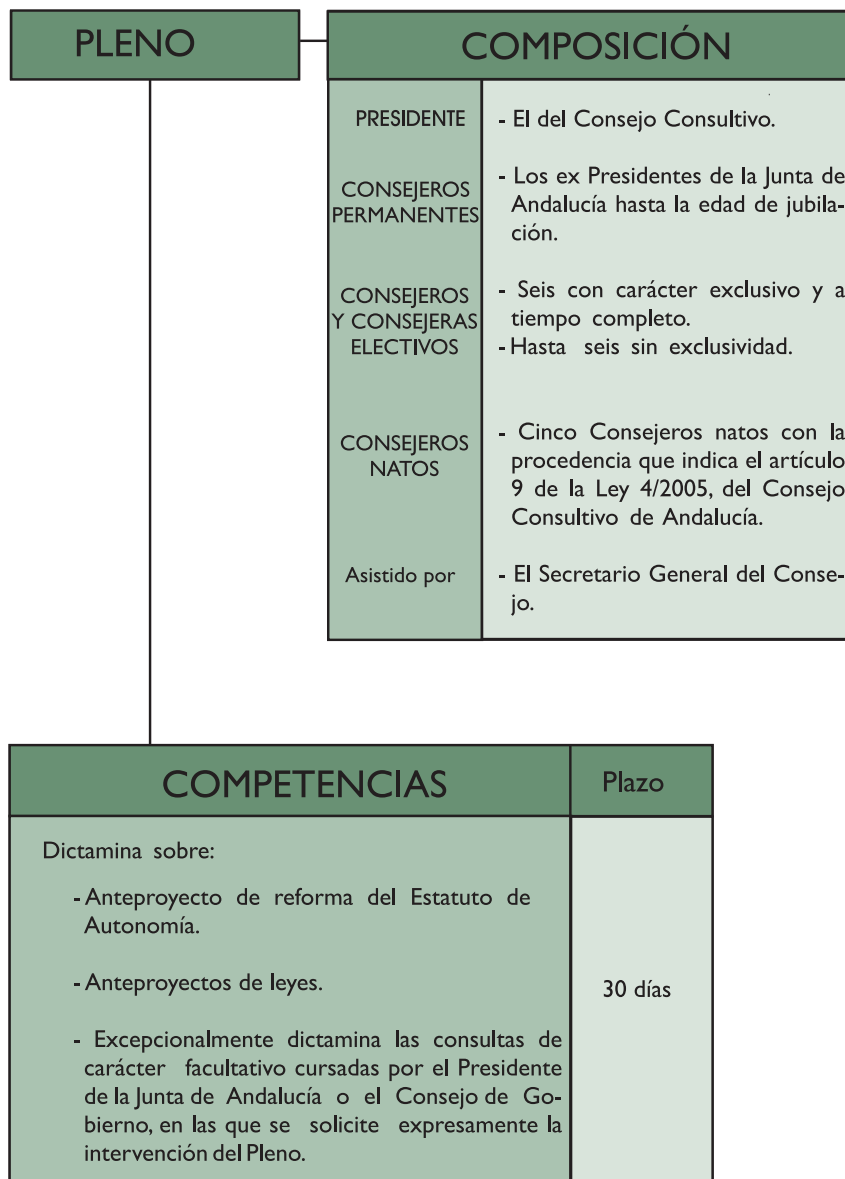 PLENO
COMPOSICIÓN
PRESIDENTE
- El del Consejo Consultivo.
CONSEJEROS
PERMANENTES
- Los ex Presidentes de la Junta de
Andalucía hasta la edad de jubila-
ción.
CONSEJEROS
Y CONSEJERAS
ELECTIVOS
- Seis con carácter exclusivo y a
tiempo completo.
- Hasta seis sin exclusividad.
CONSEJEROS
NATOS
- Cinco Consejeros natos con la
procedencia que indica el artículo
9 de la Ley 4/2005, del Consejo
Consultivo de Andalucía.
Asistido por
- El Secretario General del Conse-
jo.
COMPETENCIAS
Plazo
Dictamina sobre:
- Anteproyecto de reforma del Estatuto de
Autonomía.
- Anteproyectos de leyes.
- Excepcionalmente dictamina las consultas de
carácter facultativo cursadas por el Presidente
de la Junta de Andalucía o el Consejo de Go-
bierno, en las que se solicite expresamente la
intervención del Pleno.
30 días